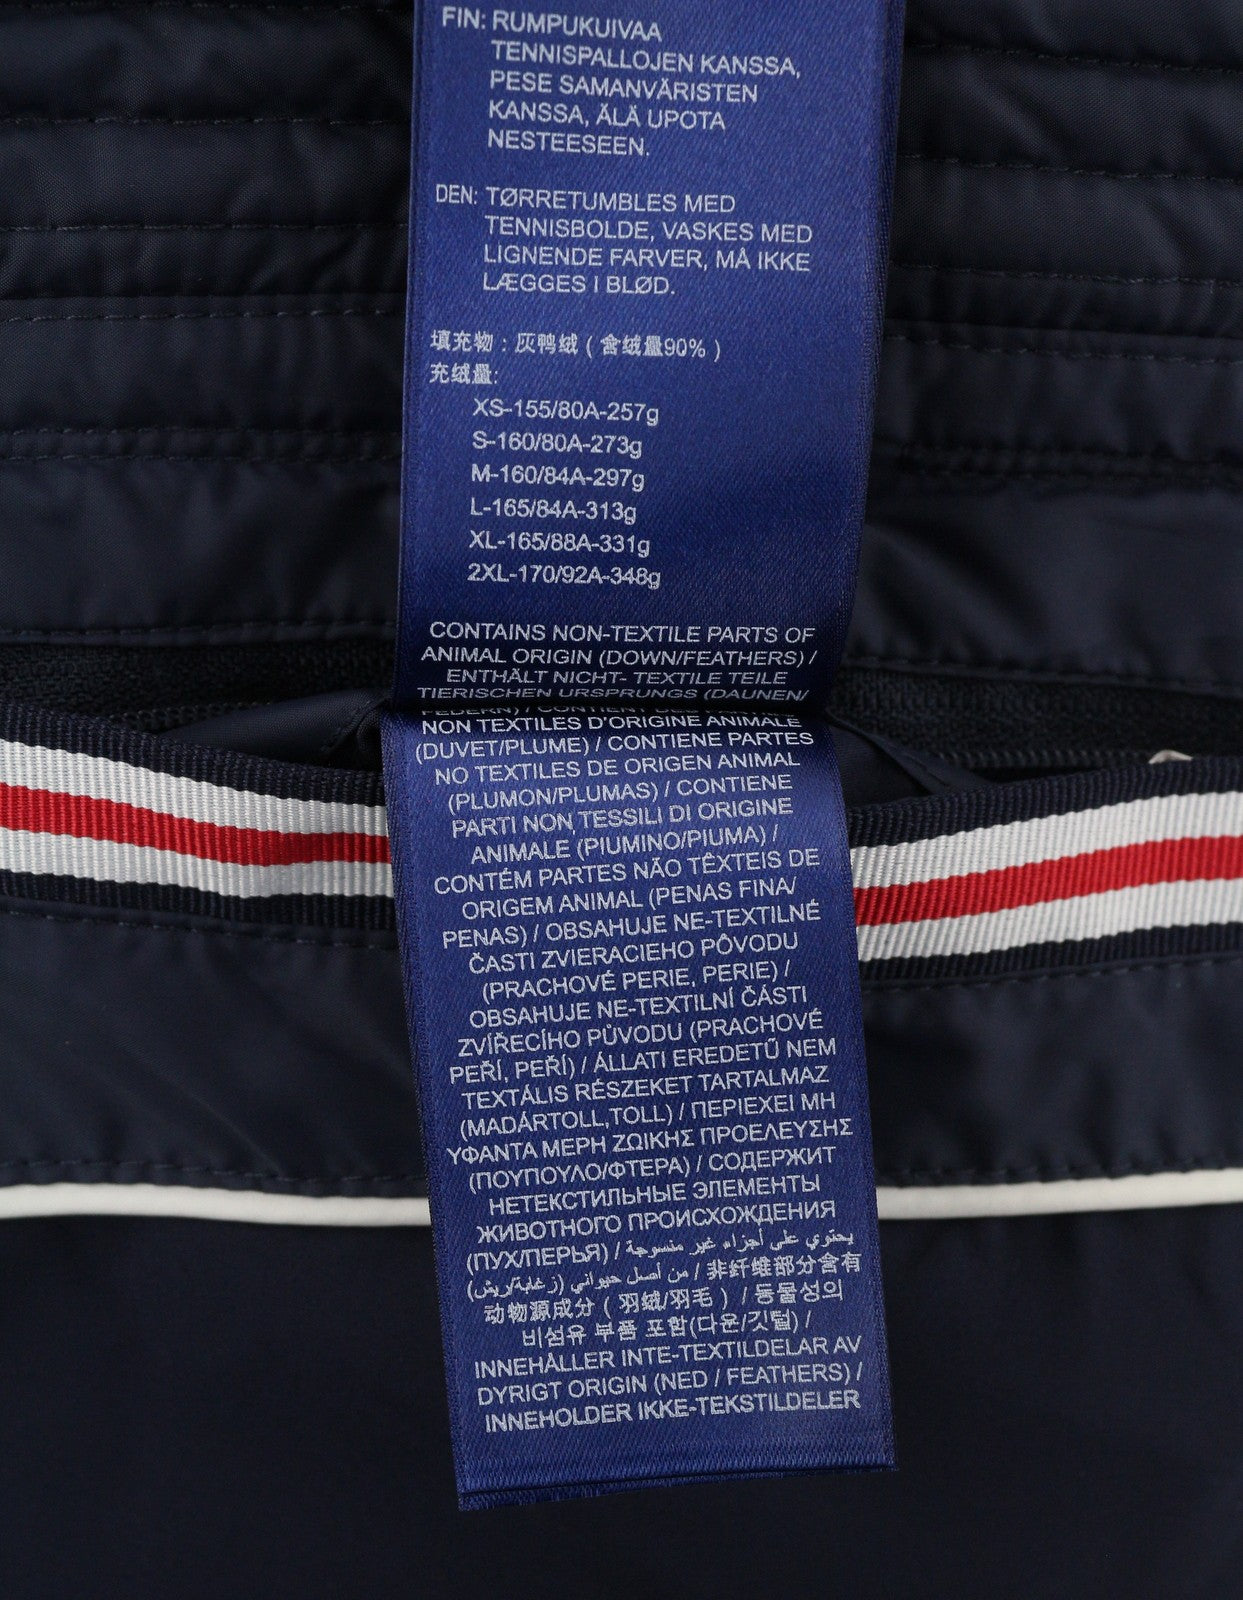 FIN: RUMPUKUIVAA
TENNISPALLOJEN KANSSA,
PESE SAMANVÄRISTEN
KANSSA, ÄLÄ UPOTA
NESTEESEEN.
DEN: TØRRETUMBLES MED
TENNISBOLDE, VASKES MED
LIGNENDE FARVER, MÅ IKKE
LÆGGES I BLØD.
填充物：灰鸭绒（含绒量90%）
充绒量:
XS-155/80A-257g
S-160/80A-273g
M-160/84A-297g
L-165/84A-313g
XL-165/88A-331g
2XL-170/92A-348g
CONTAINS NON-TEXTILE PARTS OF
ANIMAL ORIGIN (DOWN/FEATHERS) /
ENTHÄLT NICHT- TEXTILE TEILE
TIERISCHEN URSPRUNGS (DAUNEN/
FEDERN) / CONTIENT DES
NON TEXTILES D'ORIGINE ANIMALE
(DUVET/PLUME) / CONTIENE PARTES
NO TEXTILES DE ORIGEN ANIMAL
(PLUMON/PLUMAS) / CONTIENE
PARTI NON TESSILI DI ORIGINE
ANIMALE (PIUMINO/PIUMA) /
CONTÉM PARTES NÃO TÊXTEIS DE
ORIGEM ANIMAL (PENAS FINA/
PENAS) / OBSAHUJE NE-TEXTILNÉ
ČASTI ZVIERACIEHO PÔVODU
(PRACHOVÉ PERIE, PERIE) /
OBSAHUJE NE-TEXTILNÍ ČÁSTI
ZVÍŘECÍHO PŮVODU (PRACHOVÉ
PEŘÍ, PEŘÍ) / ÁLLATI EREDETŰ NEM
TEXTÁLIS RÉSZEKET TARTALMAZ
(MADÁRTOLL,TOLL) / ΠΕΡΙΕΧΕΙ ΜΗ
ΥΦΑΝΤΑ ΜΕΡΗ ΖΩΙΚΗΣ ΠΡΟΕΛΕΥΣΗΣ
(ΠΟΥΠΟΥΛΟ/ΦΤΕΡΑ) / СОДЕРЖИТ
НЕТЕКСТИЛЬНЫЕ ЭЛЕМЕНТЫ
ЖИВОТНОГО ПРОИСХОЖДЕНИЯ
(ПУХ/ПЕРЬЯ) / يحتوي على أجزاء غير منسوجة
من أصل حيواني (زغابة/ريش) / 非纤维部分含有
动物源成分（羽绒/羽毛）/ 동물성의
비섬유 부품 포함(다운/깃털) /
INNEHÅLLER INTE-TEXTILDELAR AV
DYRIGT ORIGIN (NED / FEATHERS) /
INNEHOLDER IKKE-TEKSTILDELER